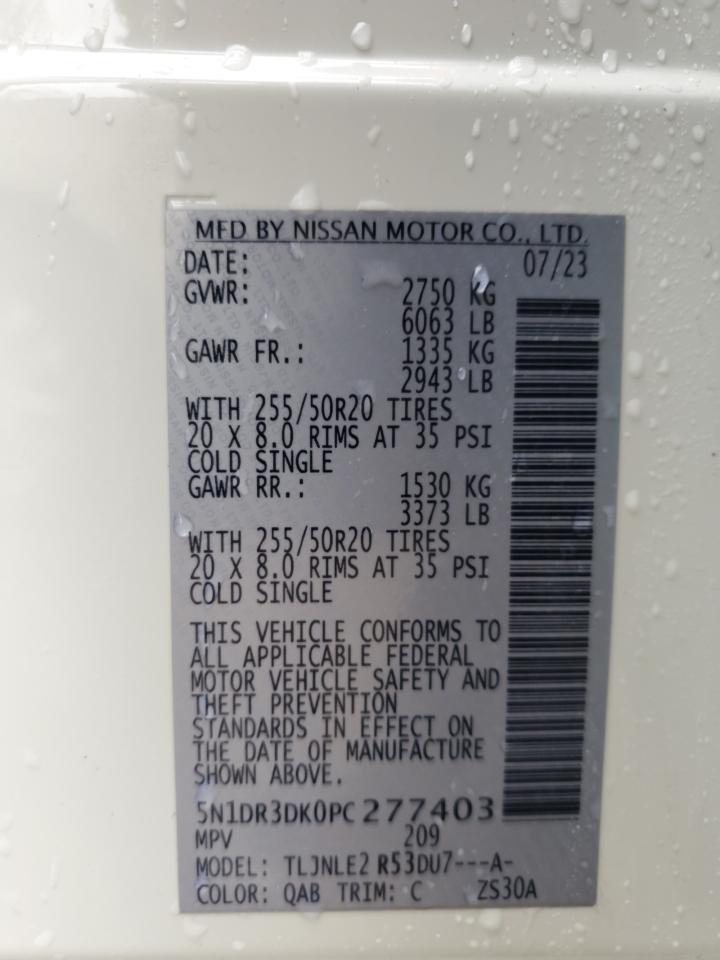 MFD BY NISSAN MOTOR CO., LTD.
DATE: 07/23
GVWR: 2750 KG
6063 LB
GAWR FR.: 1335 KG
2943 LB
WITH 255/50R20 TIRES
20 X 8.0 RIMS AT 35 PSI
COLD SINGLE
GAWR RR.: 1530 KG
3373 LB
WITH 255/50R20 TIRES
20 X 8.0 RIMS AT 35 PSI
COLD SINGLE
THIS VEHICLE CONFORMS TO
ALL APPLICABLE FEDERAL
MOTOR VEHICLE SAFETY AND
THEFT PREVENTION
STANDARDS IN EFFECT ON
THE DATE OF MANUFACTURE
SHOWN ABOVE.
5N1DR3DK0PC277403
MPV 209
MODEL: TLJNLE2 R53DU7---A-
COLOR: QAB TRIM: C ZS30A